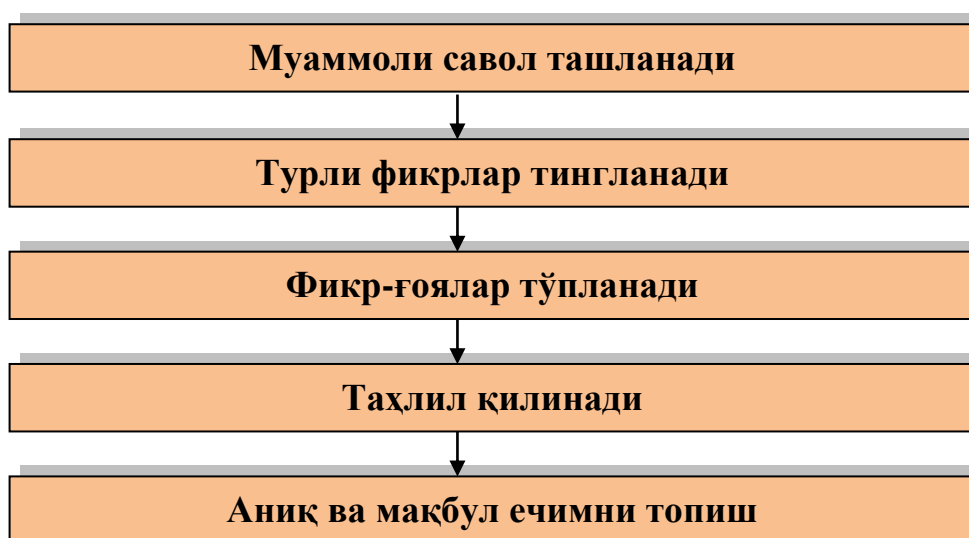 Муаммоли савол ташланади
Турли фикрлар тингланади
Фикр-ғоялар тўпланади
Таҳлил қилинади
Аниқ ва мақбул ечимни топиш